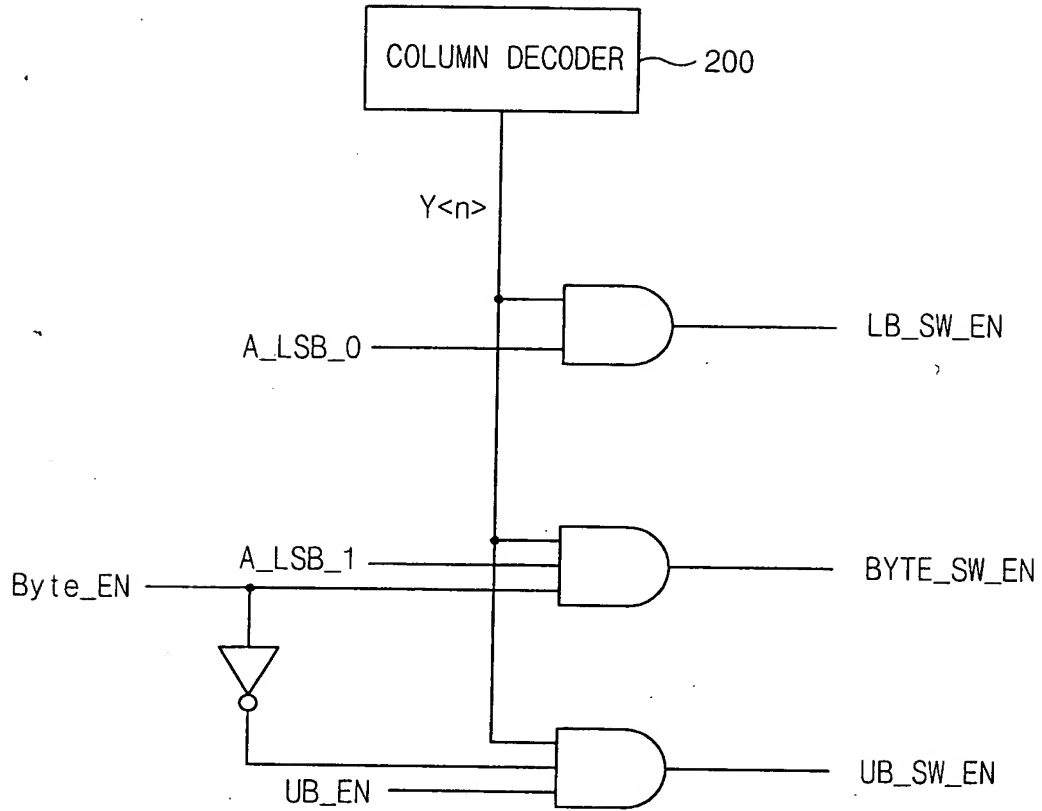 COLUMN DECODER
200
Y<n>
A_LSB_0
LB_SW_EN
A_LSB_1
BYTE_SW_EN
Byte_EN
UB_EN
UB_SW_EN